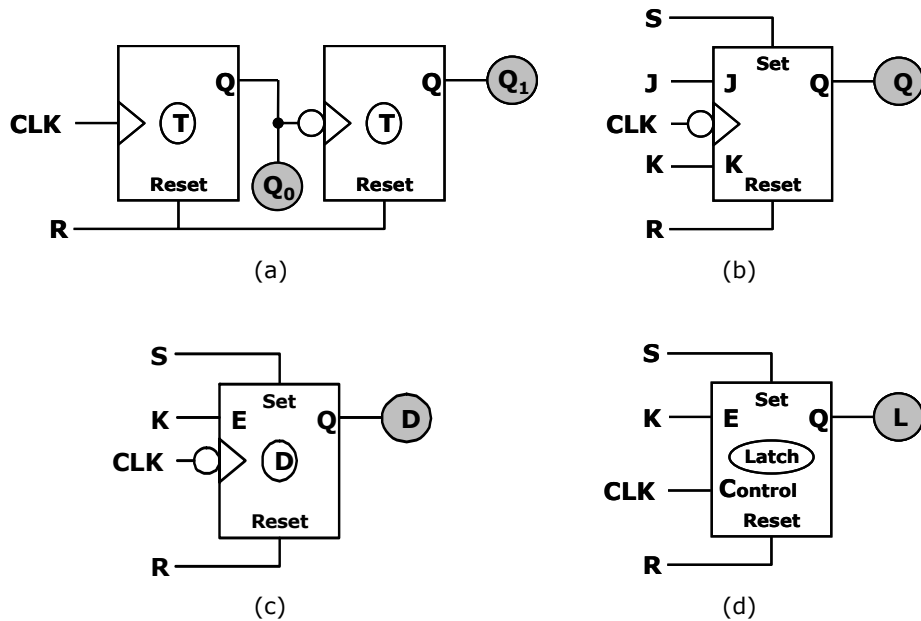 Q Q Q₁
CLK T T
Reset Q₀ Reset
R
(a)
S
Set
J J Q Q
CLK
K K
Reset
R
(b)
S
Set
K E Q D
CLK D
Reset
R
(c)
S
Set
K E Q L
Latch
CLK Control
Reset
R
(d)